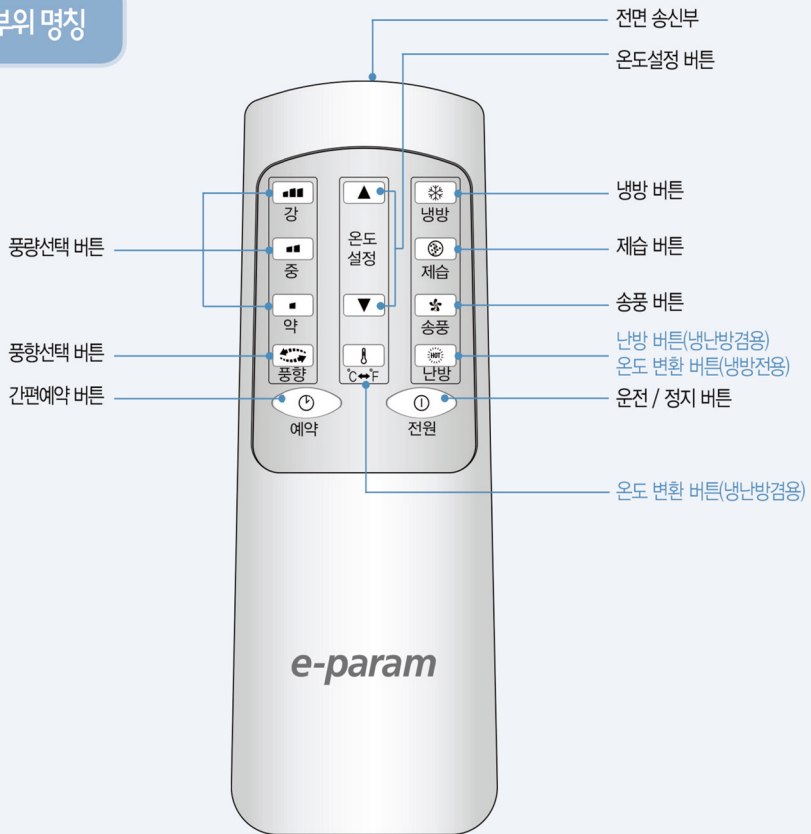 부위 명칭
전면 송신부
온도설정 버튼
냉방 버튼
제습 버튼
송풍 버튼
난방 버튼(냉난방겸용)
온도 변환 버튼(냉방전용)
운전 / 정지 버튼
온도 변환 버튼(냉난방겸용)
풍량선택 버튼
풍향선택 버튼
간편예약 버튼
강
중
약
풍향
온도
설정
℃↔℉
냉방
제습
송풍
HOT
난방
예약
전원
e-param